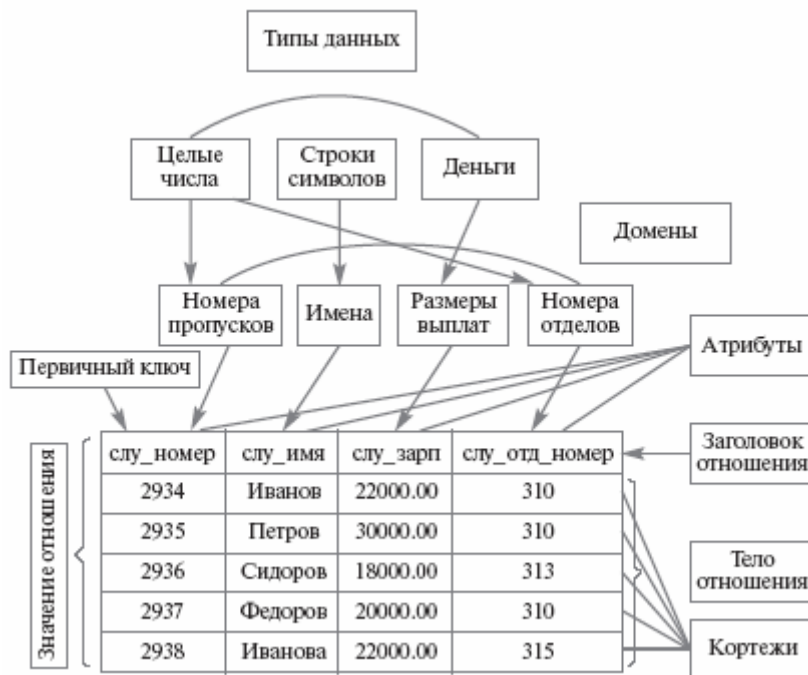 Типы данных
Целые
числа
Строки
символов
Деньги
Домены
Номера
пропусков
Имена
Размеры
выплат
Номера
отделов
Атрибуты
Первичный ключ
Значение отношения
слу_номер слу_имя слу_зарп слу_отд_номер
Заголовок
отношения
2934 Иванов 22000.00 310
2935 Петров 30000.00 310
2936 Сидоров 18000.00 313
2937 Федоров 20000.00 310
2938 Иванова 22000.00 315
Тело
отношения
Кортежи